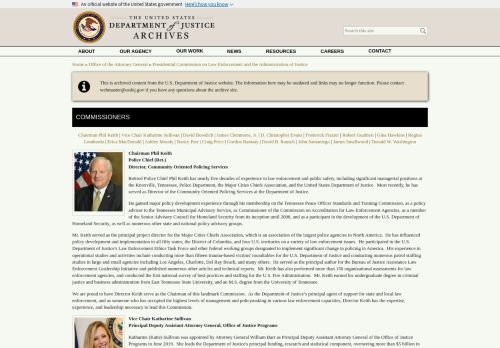 An official website of the United States government Here's how you know
THE UNITED STATES
DEPARTMENT of JUSTICE
ARCHIVES
Search this site
ABOUT OUR AGENCY OUR WORK NEWS RESOURCES CAREERS CONTACT
Home » Office of the Attorney General » Presidential Commission on Law Enforcement and the Administration of Justice
This is archived content from the U.S. Department of Justice website. The information here may be outdated and links may no longer function. Please contact
webmaster@usdoj.gov if you have any questions about the archive site.
COMMISSIONERS
Chairman Phil Keith | Vice Chair Katharine Sullivan | David Bowdich | James Clemmons, Jr. | D. Christopher Evans | Frederick Frazier | Robert Gualtieri | Gina Hawkins | Regina
Lombardo | Erica MacDonald | Ashley Moody | Nancy Parr | Craig Price | Gordon Ramsay | David B. Rausch | John Samaniego | James Smallwood | Donald W. Washington
Chairman Phil Keith
Police Chief (Ret.)
Director, Community Oriented Policing Services
Retired Police Chief Phil Keith has nearly five decades of experience in law enforcement and public safety, including significant managerial positions at
the Knoxville, Tennessee, Police Department, the Major Cities Chiefs Association, and the United States Department of Justice. Most recently, he has
served as Director of the Community Oriented Policing Services at the Department of Justice.
He gained major policy development experience through his membership on the Tennessee Peace Officer Standards and Training Commission, as a policy
advisor to the Tennessee Municipal Advisory Service, as Commissioner of the Commission on Accreditation for Law Enforcement Agencies, as a member
of the Senior Advisory Council for Homeland Security from its inception until 2008, and as a participant in the development of the U.S. Department of
Homeland Security, as well as numerous other state and national policy advisory groups.
Mr. Keith served as the principal project director for the Major Cities Chiefs Association, which is an association of the largest police agencies in North America. He has influenced
policy development and implementation in all fifty states, the District of Columbia, and four U.S. territories on a variety of law enforcement issues. He participated in the U.S.
Department of Justice's Law Enforcement Ethics Task Force and other federal working groups designated to implement significant change to policing in America. His experience in
operational studies and activities include conducting more than fifteen trauma-based victims' roundtables for the U.S. Department of Justice and conducting numerous patrol staffing
studies in large and small agencies including Los Angeles, Charlotte, Del Ray Beach, and many others. He served as the principal author for the Bureau of Justice Assistance Law
Enforcement Leadership Initiative and published numerous other articles and technical reports. Mr. Keith also performed more than 150 organizational assessments for law
enforcement agencies, and conducted the first national survey of best practices and staffing for the U.S. Fire Administration. Mr. Keith earned his undergraduate degree in criminal
justice and business administration from East Tennessee State University, and an M.S. degree from the University of Tennessee.
We are proud to have Director Keith serve as the Chairman of this landmark Commission. As the Department of Justice's principal agent of support for state and local law
enforcement, and as someone who has occupied the highest levels of management and policymaking in various law enforcement capacities, Director Keith has the expertise,
experience, and leadership necessary to lead this Commission.
Vice Chair Katharine Sullivan
Principal Deputy Assistant Attorney General, Office of Justice Programs
Katharine (Katie) Sullivan was appointed by Attorney General William Barr as Principal Deputy Assistant Attorney General of the Office of Justice
Programs in June 2019. She leads the Department's principal funding, research and statistical component, overseeing more than $5 billion in